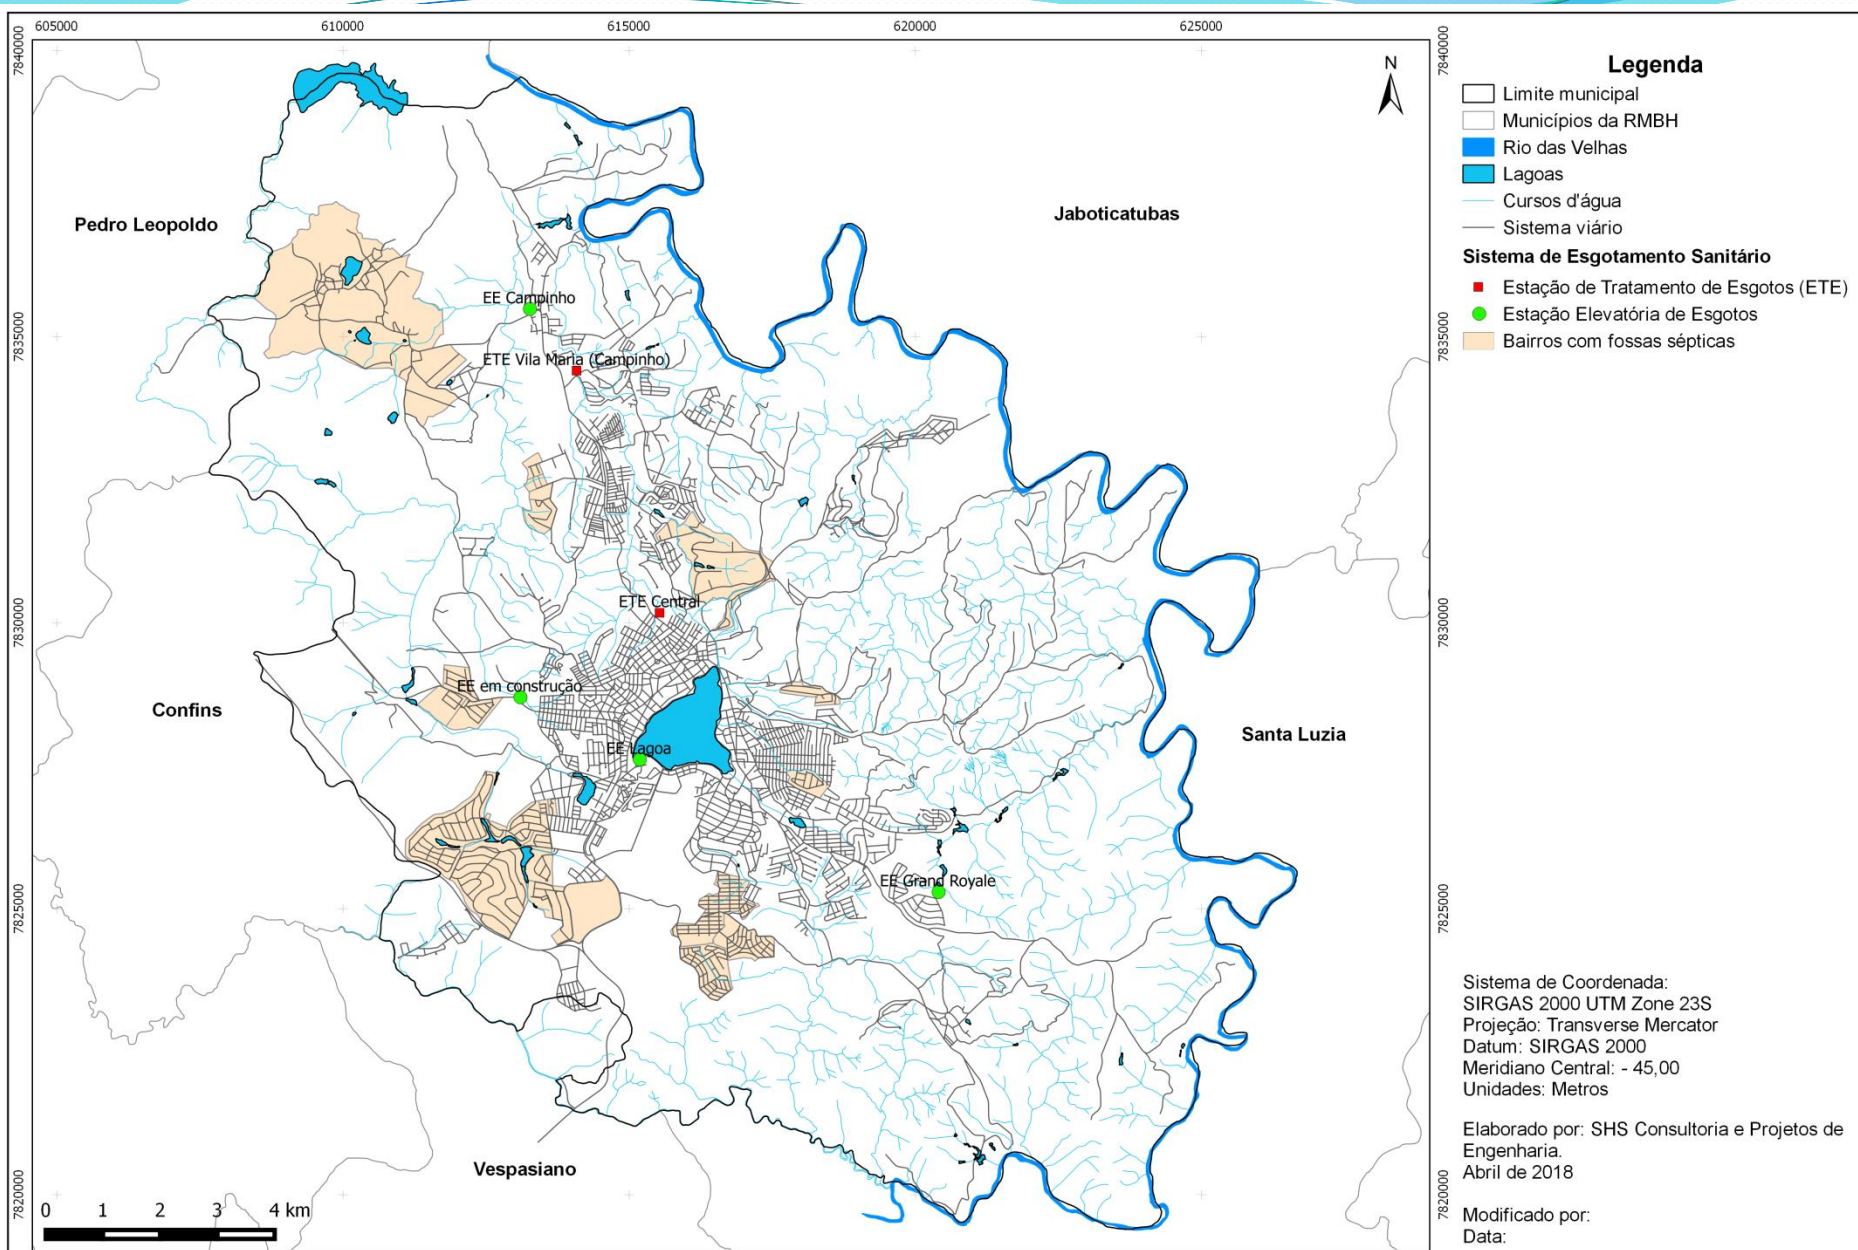 605000
610000
615000
620000
625000
7840000
7840000
N
Legenda
Limite municipal
Municípios da RMBH
Rio das Velhas
Lagoas
Cursos d'água
Sistema viário
Sistema de Esgotamento Sanitário
Estação de Tratamento de Esgotos (ETE)
Estação Elevatória de Esgotos
Bairros com fossas sépticas
Pedro Leopoldo
Jaboticatubas
EE Campinho
7835000
7835000
ETE Vila Maria (Campinho)
ETE Central
7830000
7830000
EE em construção
Confins
Santa Luzia
EE Lagoa
EE Grand Royale
7825000
7825000
Sistema de Coordenada:
SIRGAS 2000 UTM Zone 23S
Projeção: Transverse Mercator
Datum: SIRGAS 2000
Meridiano Central: - 45,00
Unidades: Metros
Elaborado por: SHS Consultoria e Projetos de
Engenharia.
Abril de 2018
Vespasiano
7820000
7820000
0 1 2 3 4 km
Modificado por:
Data: